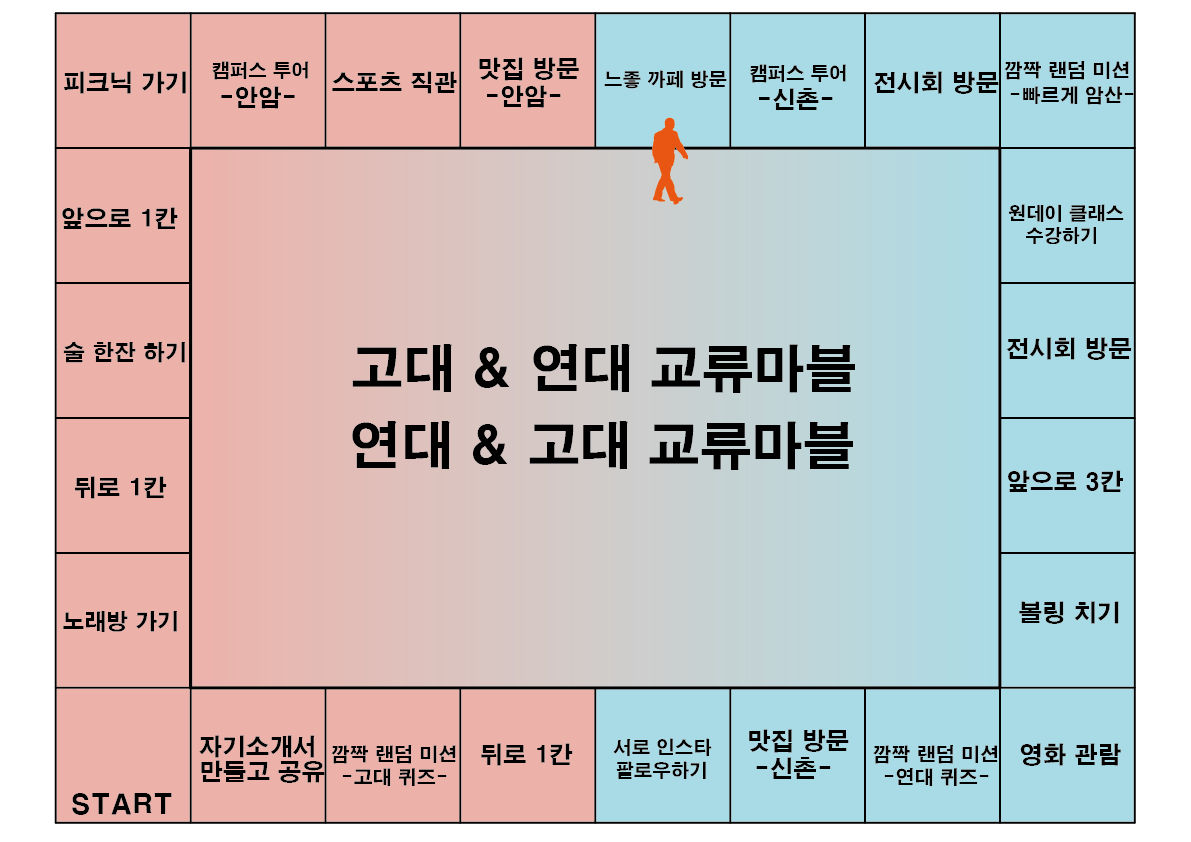 피크닉 가기
캠퍼스 투어
-안암-
스포츠 직관
맛집 방문
-안암-
느좋 까페 방문
캠퍼스 투어
-신촌-
전시회 방문
깜짝 랜덤 미션
-빠르게 암산-
앞으로 1칸
원데이 클래스
수강하기
술 한잔 하기
전시회 방문
고대 & 연대 교류마블
연대 & 고대 교류마블
뒤로 1칸
앞으로 3칸
노래방 가기
볼링 치기
START
자기소개서
만들고 공유
깜짝 랜덤 미션
-고대 퀴즈-
뒤로 1칸
서로 인스타
팔로우하기
맛집 방문
-신촌-
깜짝 랜덤 미션
-연대 퀴즈-
영화 관람